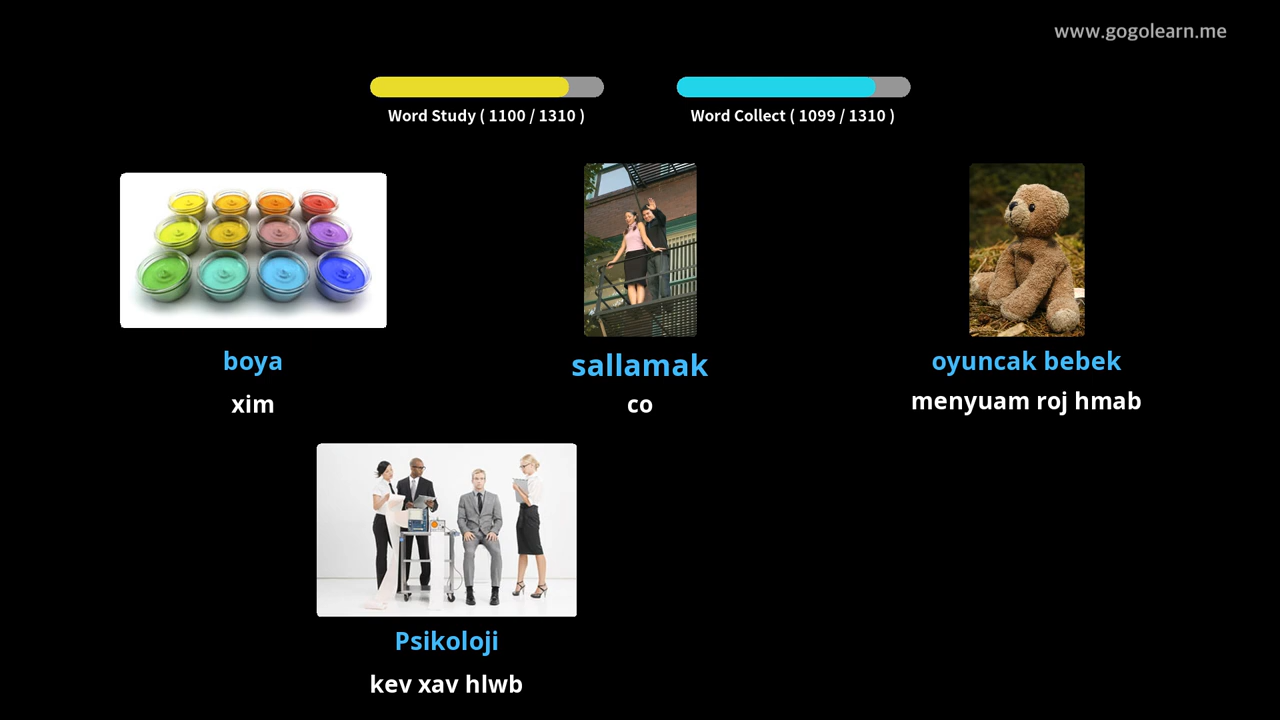 www.gogolearn.me
Word Study ( 1100 / 1310 )
Word Collect ( 1099 / 1310 )
boya
sallamak
oyuncak bebek
xim
co
menyuam roj hmab
Psikoloji
kev xav hlwb